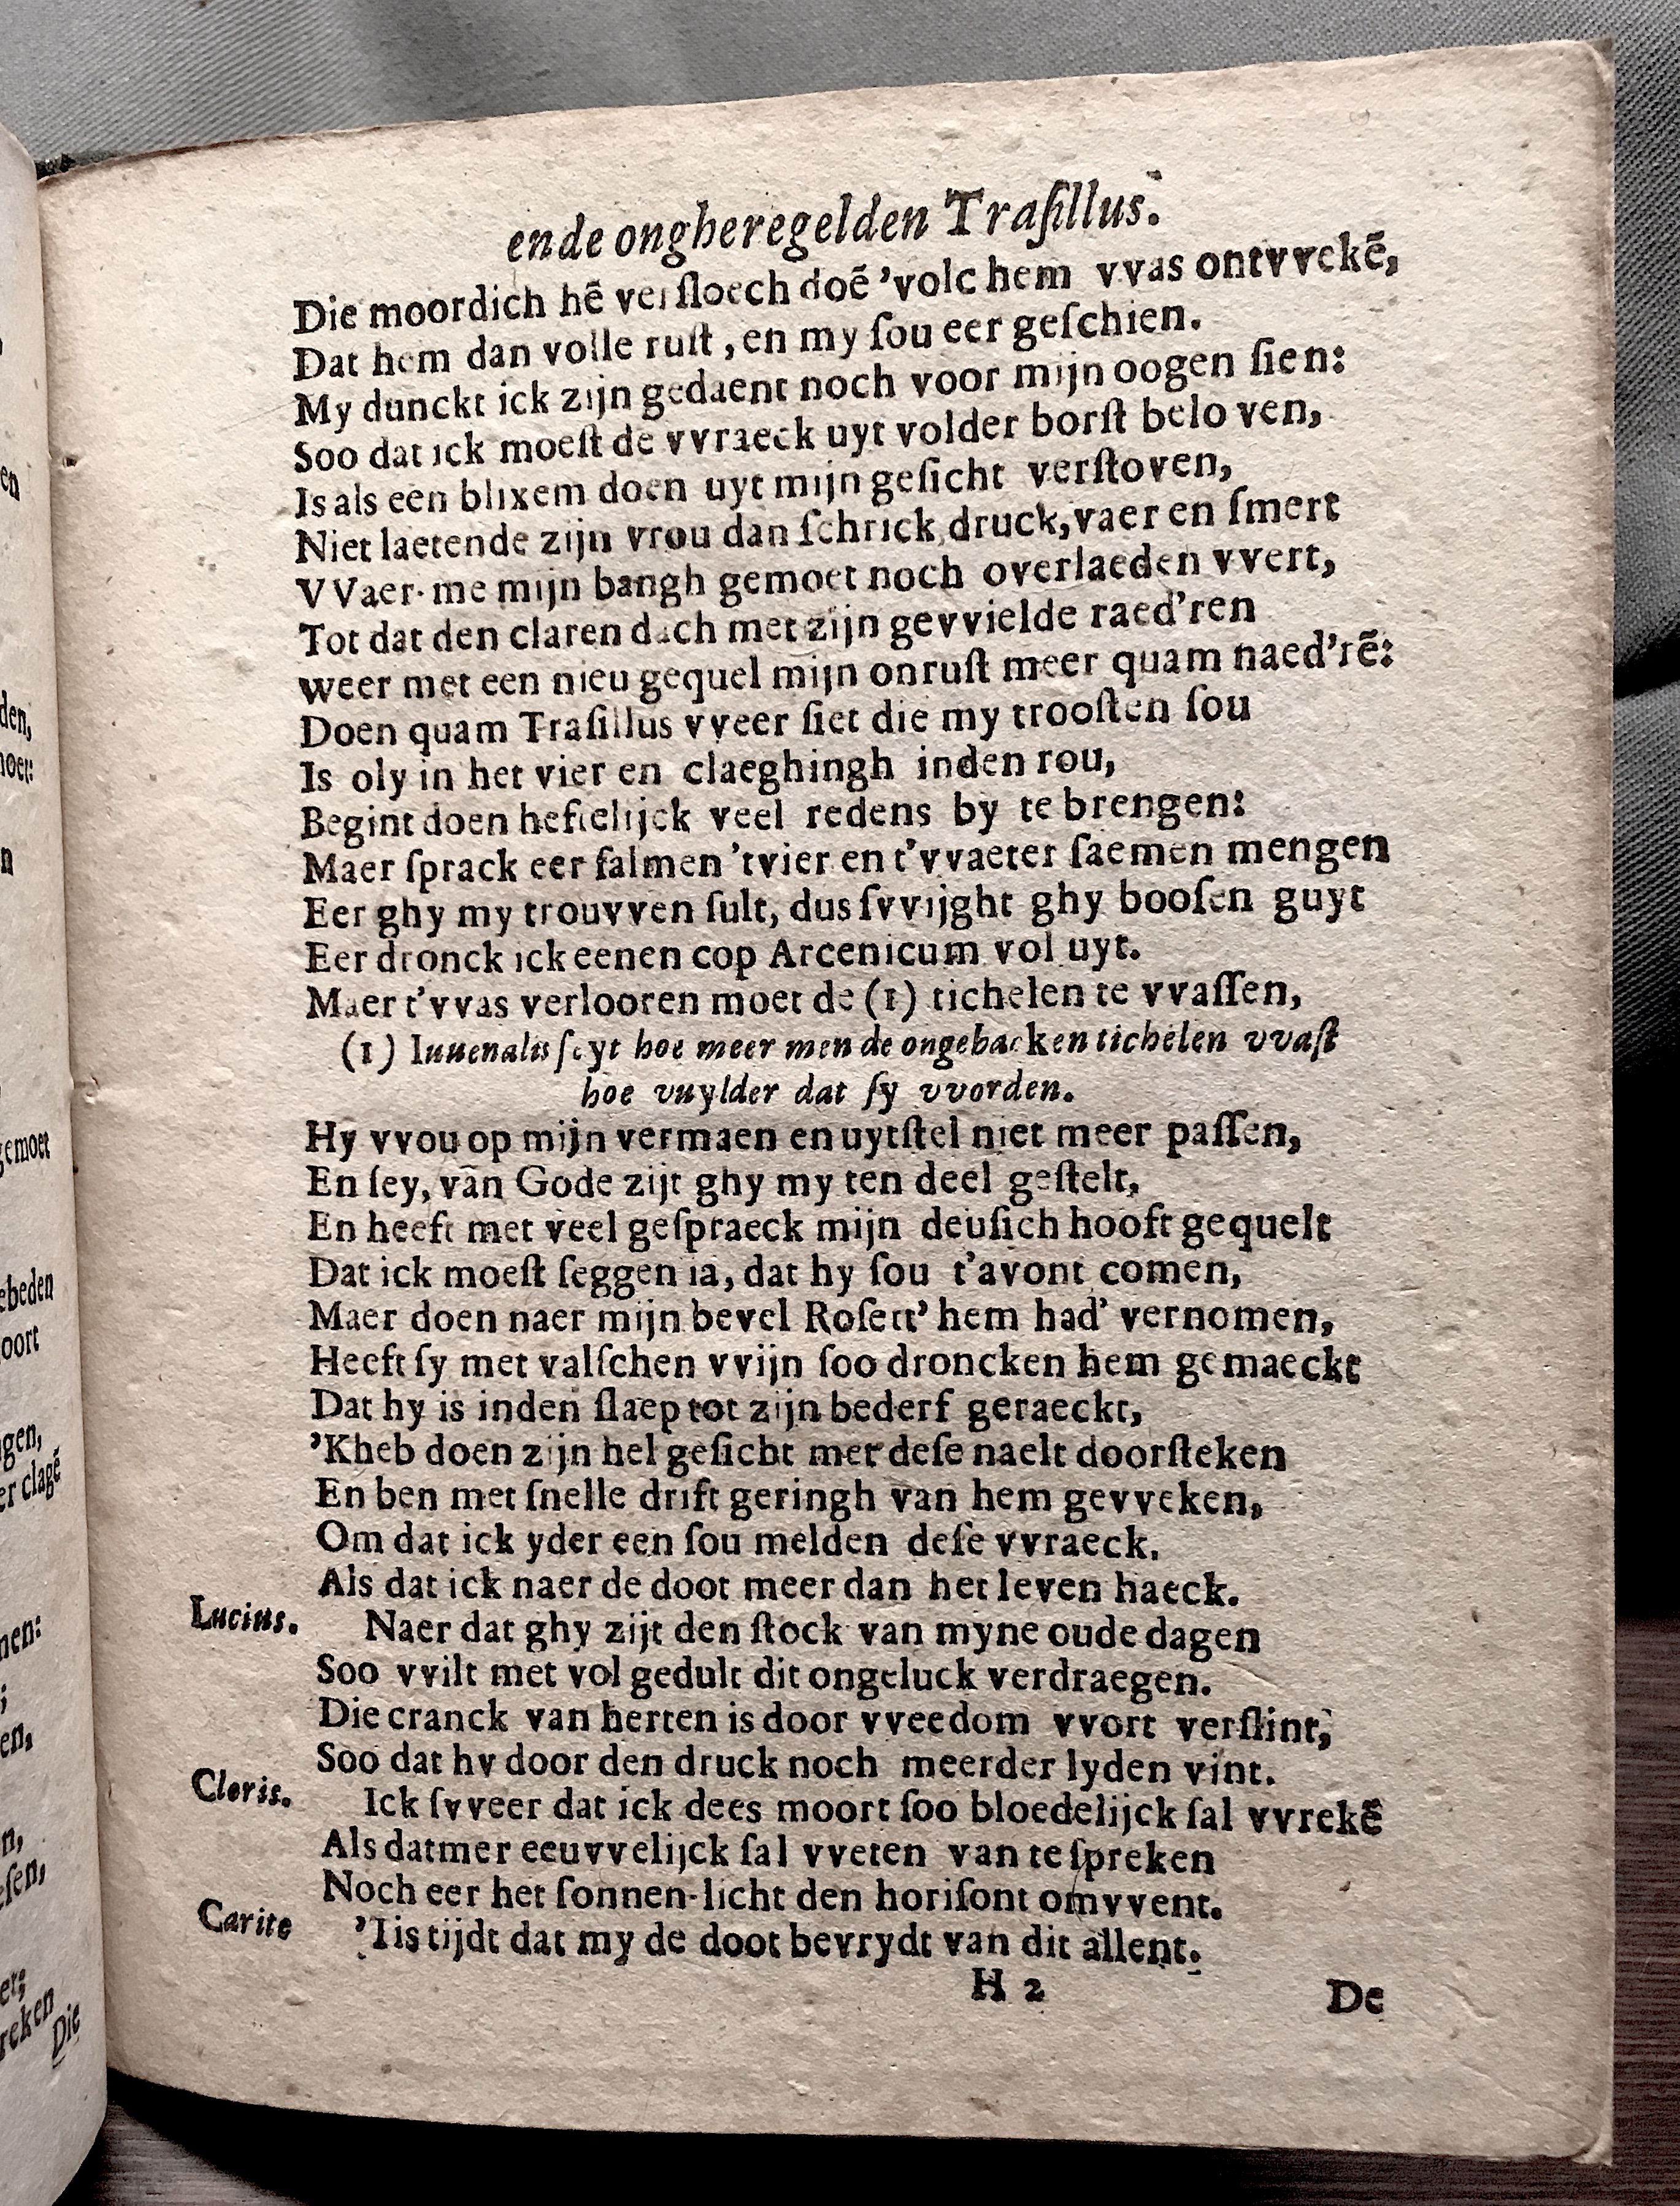 ende ongheregelden Traſillus.
Die moordich hẽ verſloech doẽ 'volc hem vvas ontvvekẽ,
Dat hem dan volle ruſt, en my ſou eer geſchien.
My dunckt ick zijn gedaent noch voor mijn oogen ſien:
Soo dat ick moeſt de vvraeck uyt volder borſt belo ven,
Is als een blixem doen uyt mijn geſicht verſtoven,
Niet laetende zijn vrou dan ſchrick, druck, vaer en ſmert
VVaer-me mijn bangh gemoet noch overlaeden vvert,
Tot dat den claren dach met zijn gevvielde raed'ren
weer met een nieu gequel mijn onruſt meer quam naed'rẽ:
Doen quam Traſillus vveer ſiet die my trooſten ſou
Is oly in het vier en claeghingh inden rou,
Begint doen heftelijck veel redens by te brengen:
Maer ſprack eer ſalmen 'tvier en t'vvaeter ſaemen mengen
Eer ghy my trouvven ſult, dus ſvvijght ghy booſen guyt
Eer dronck ick eenen cop Arcenicum vol uyt.
Maer t'vvas verlooren moet de (1) tichelen te vvaſſen,
(1) Iuuenalis ſeyt hoe meer men de ongebacken tichelen vvaſt
hoe vuylder dat ſy vvorden.
Hy vvou op mijn vermaen en uytſtel niet meer paſſen,
En ſey, van Gode zijt ghy my ten deel geſtelt,
En heeft met veel geſpraeck mijn deuſich hooft gequelt
Dat ick moeſt ſeggen ia, dat hy ſou t'avont comen,
Maer doen naer mijn bevel Roſett' hem had' vernomen,
Heeft ſy met valſchen vvijn ſoo droncken hem gemaeckt
Dat hy is inden ſlaep tot zijn bederf geraeckt,
'Kheb doen zijn hel geſicht met deſe naelt doorſteken
En ben met ſnelle drift geringh van hem gevveken,
Om dat ick yder een ſou melden deſe vvraeck.
Als dat ick naer de doot meer dan het leven haeck.
Lucius. Naer dat ghy zijt den ſtock van myne oude dagen
Soo vvilt met vol gedult dit ongeluck verdraegen.
Die cranck van herten is door vveedom vvort verſlint,
Soo dat hy door den druck noch meerder lyden vint.
Cleris. Ick ſvveer dat ick dees moort ſoo bloedelijck ſal vvrekẽ
Als datmer eeuvvelijck ſal vveten van te ſpreken
Noch eer het ſonnen-licht den horiſont omvvent.
Carite 'Tis tijdt dat my de doot bevrydt van dit allent.
H 2
De